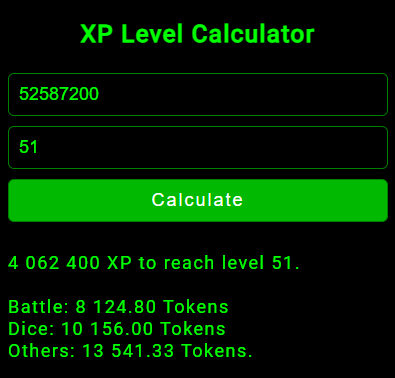 XP Level Calculator
52587200
51
Calculate
4 062 400 XP to reach level 51.
Battle: 8 124.80 Tokens
Dice: 10 156.00 Tokens
Others: 13 541.33 Tokens.